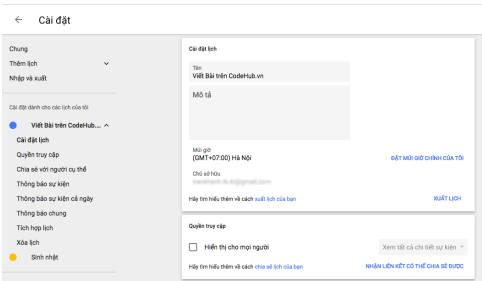 Cài đặt
Chung
Thêm lịch
Nhập và xuất
Cài đặt dành cho các lịch của tôi
Viết Bài trên CodeHub....
Cài đặt lịch
Quyền truy cập
Chia sẻ với người cụ thể
Thông báo sự kiện
Thông báo sự kiện cả ngày
Thông báo chung
Tích hợp lịch
Xóa lịch
Sinh nhật
Cài đặt lịch
Tên
Viết Bài trên CodeHub.vn
Mô tả
Múi giờ
(GMT+07:00) Hà Nội
ĐẶT MÚI GIỜ CHÍNH CỦA TÔI
Chủ sở hữu
Hãy tìm hiểu thêm về cách xuất lịch của bạn
XUẤT LỊCH
Quyền truy cập
Hiển thị cho mọi người
Xem tất cả chi tiết sự kiện
Hãy tìm hiểu thêm về cách chia sẻ lịch của bạn
NHẬN LIÊN KẾT CÓ THỂ CHIA SẺ ĐƯỢC